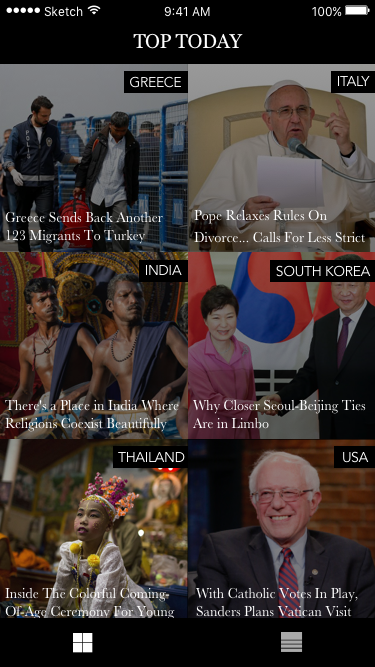 Sketch 9:41 AM 100%
TOP TODAY
GREECE
Greece Sends Back Another
123 Migrants To Turkey
ITALY
Pope Relaxes Rules On
Divorce... Calls For Less Strict
INDIA
There's a Place in India Where
Religions Coexist Beautifully
SOUTH KOREA
Why Closer Seoul-Beijing Ties
Are in Limbo
THAILAND
Inside The Colorful Coming-
Of-Age Ceremony For Young
USA
With Catholic Votes In Play,
Sanders Plans Vatican Visit